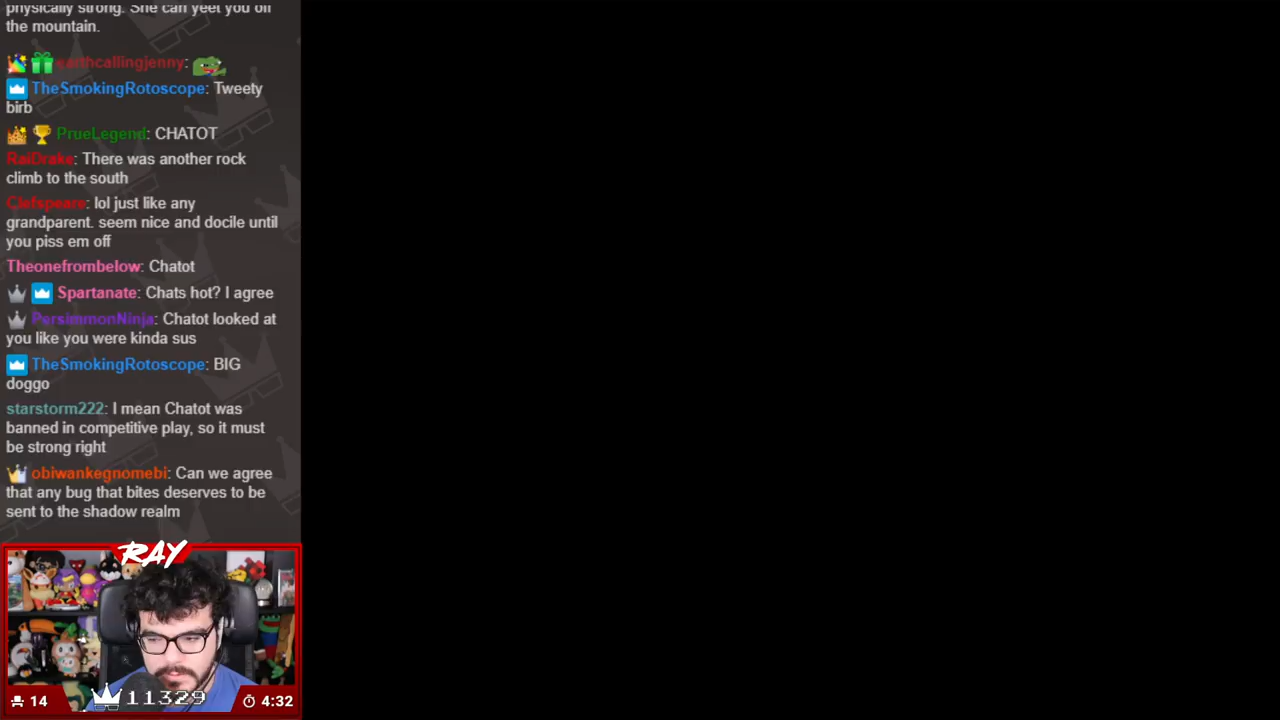 physically strong. She can yeet you off
the mountain.
earthcallingjenny:
TheSmokingRotoscope: Tweety
birb
PrueLegend: CHATOT
RaiDrake: There was another rock
climb to the south
Clefspeare: lol just like any
grandparent. seem nice and docile until
you piss em off
Theonefrombelow: Chatot
Spartanate: Chats hot? I agree
PersimmonNinja: Chatot looked at
you like you were kinda sus
TheSmokingRotoscope: BIG
doggo
starstorm222: I mean Chatot was
banned in competitive play, so it must
be strong right
obiwankegnomebi: Can we agree
that any bug that bites deserves to be
sent to the shadow realm
RAY
14 11329 4:32